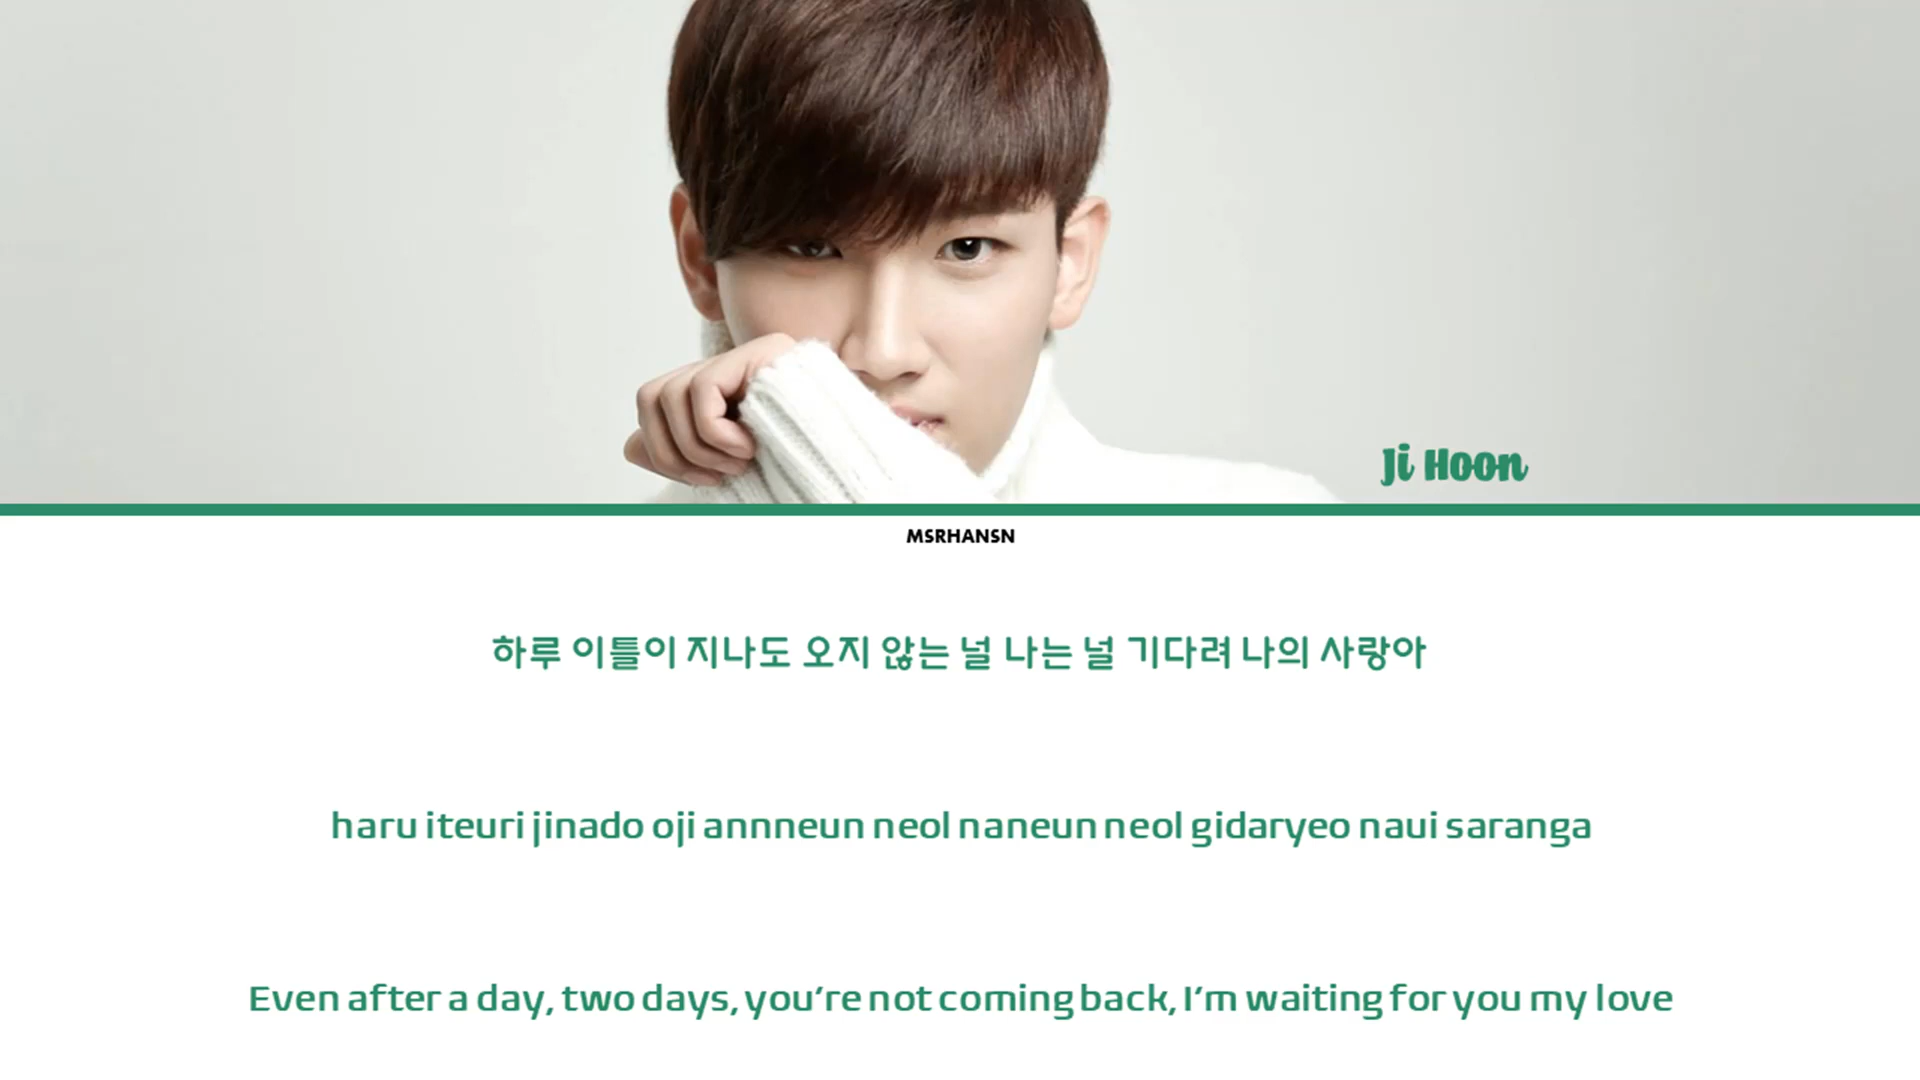 Ji Hoon
MSRHANSN
하루 이틀이 지나도 오지 않는 널 나는 널 기다려 나의 사랑아
haru iteuri jinado oji annneun neol naneun neol gidaryeo naui saranga
Even after a day, two days, you’re not coming back, I’m waiting for you my love